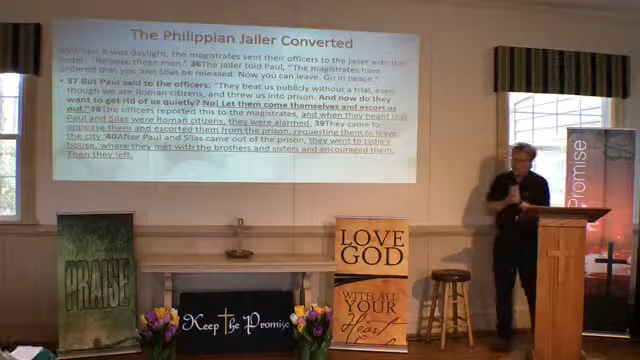 The Philippian Jailer Converted
35When it was daylight, the magistrates sent their officers to the jailer with the
order: "Release those men." 36The jailer told Paul, "The magistrates have
ordered that you and Silas be released. Now you can leave. Go in peace."
• 37 But Paul said to the officers: "They beat us publicly without a trial, even
though we are Roman citizens, and threw us into prison. And now do they
want to get rid of us quietly? No! Let them come themselves and escort us
out."38The officers reported this to the magistrates, and when they heard that
Paul and Silas were Roman citizens, they were alarmed. 39They came to
appease them and escorted them from the prison, requesting them to leave
the city. 40After Paul and Silas came out of the prison, they went to Lydia's
house, where they met with the brothers and sisters and encouraged them.
Then they left.
Promise
PRAISE
LOVE
GOD
WITH ALL
YOUR
Heart
Keep the Promise